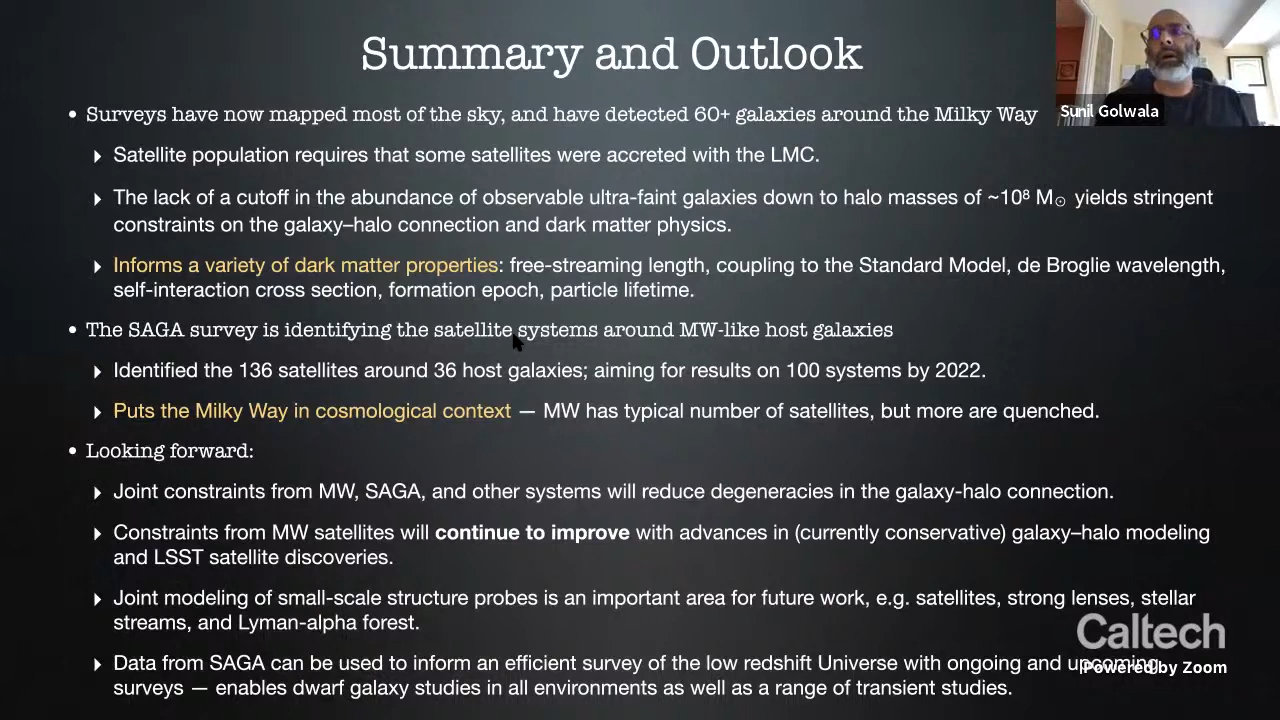 Summary and Outlook
Sunil Golwala
• Surveys have now mapped most of the sky, and have detected 60+ galaxies around the Milky Way
Satellite population requires that some satellites were accreted with the LMC.
The lack of a cutoff in the abundance of observable ultra-faint galaxies down to halo masses of ~10⁸ M☉ yields stringent
constraints on the galaxy–halo connection and dark matter physics.
Informs a variety of dark matter properties: free-streaming length, coupling to the Standard Model, de Broglie wavelength,
self-interaction cross section, formation epoch, particle lifetime.
• The SAGA survey is identifying the satellite systems around MW-like host galaxies
Identified the 136 satellites around 36 host galaxies; aiming for results on 100 systems by 2022.
Puts the Milky Way in cosmological context — MW has typical number of satellites, but more are quenched.
• Looking forward:
Joint constraints from MW, SAGA, and other systems will reduce degeneracies in the galaxy-halo connection.
Constraints from MW satellites will continue to improve with advances in (currently conservative) galaxy–halo modeling
and LSST satellite discoveries.
Joint modeling of small-scale structure probes is an important area for future work, e.g. satellites, strong lenses, stellar
streams, and Lyman-alpha forest.
Caltech
Data from SAGA can be used to inform an efficient survey of the low redshift Universe with ongoing and upcoming
Powered by Zoom
surveys — enables dwarf galaxy studies in all environments as well as a range of transient studies.